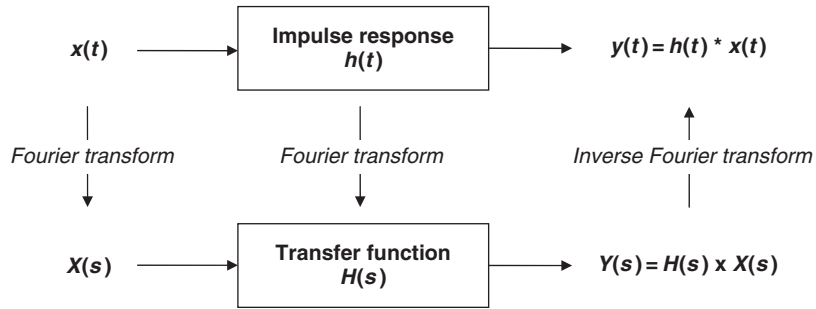 x(t)
Impulse response
h(t)
y(t) = h(t) * x(t)
Fourier transform
Fourier transform
Inverse Fourier transform
X(s)
Transfer function
H(s)
Y(s) = H(s) x X(s)